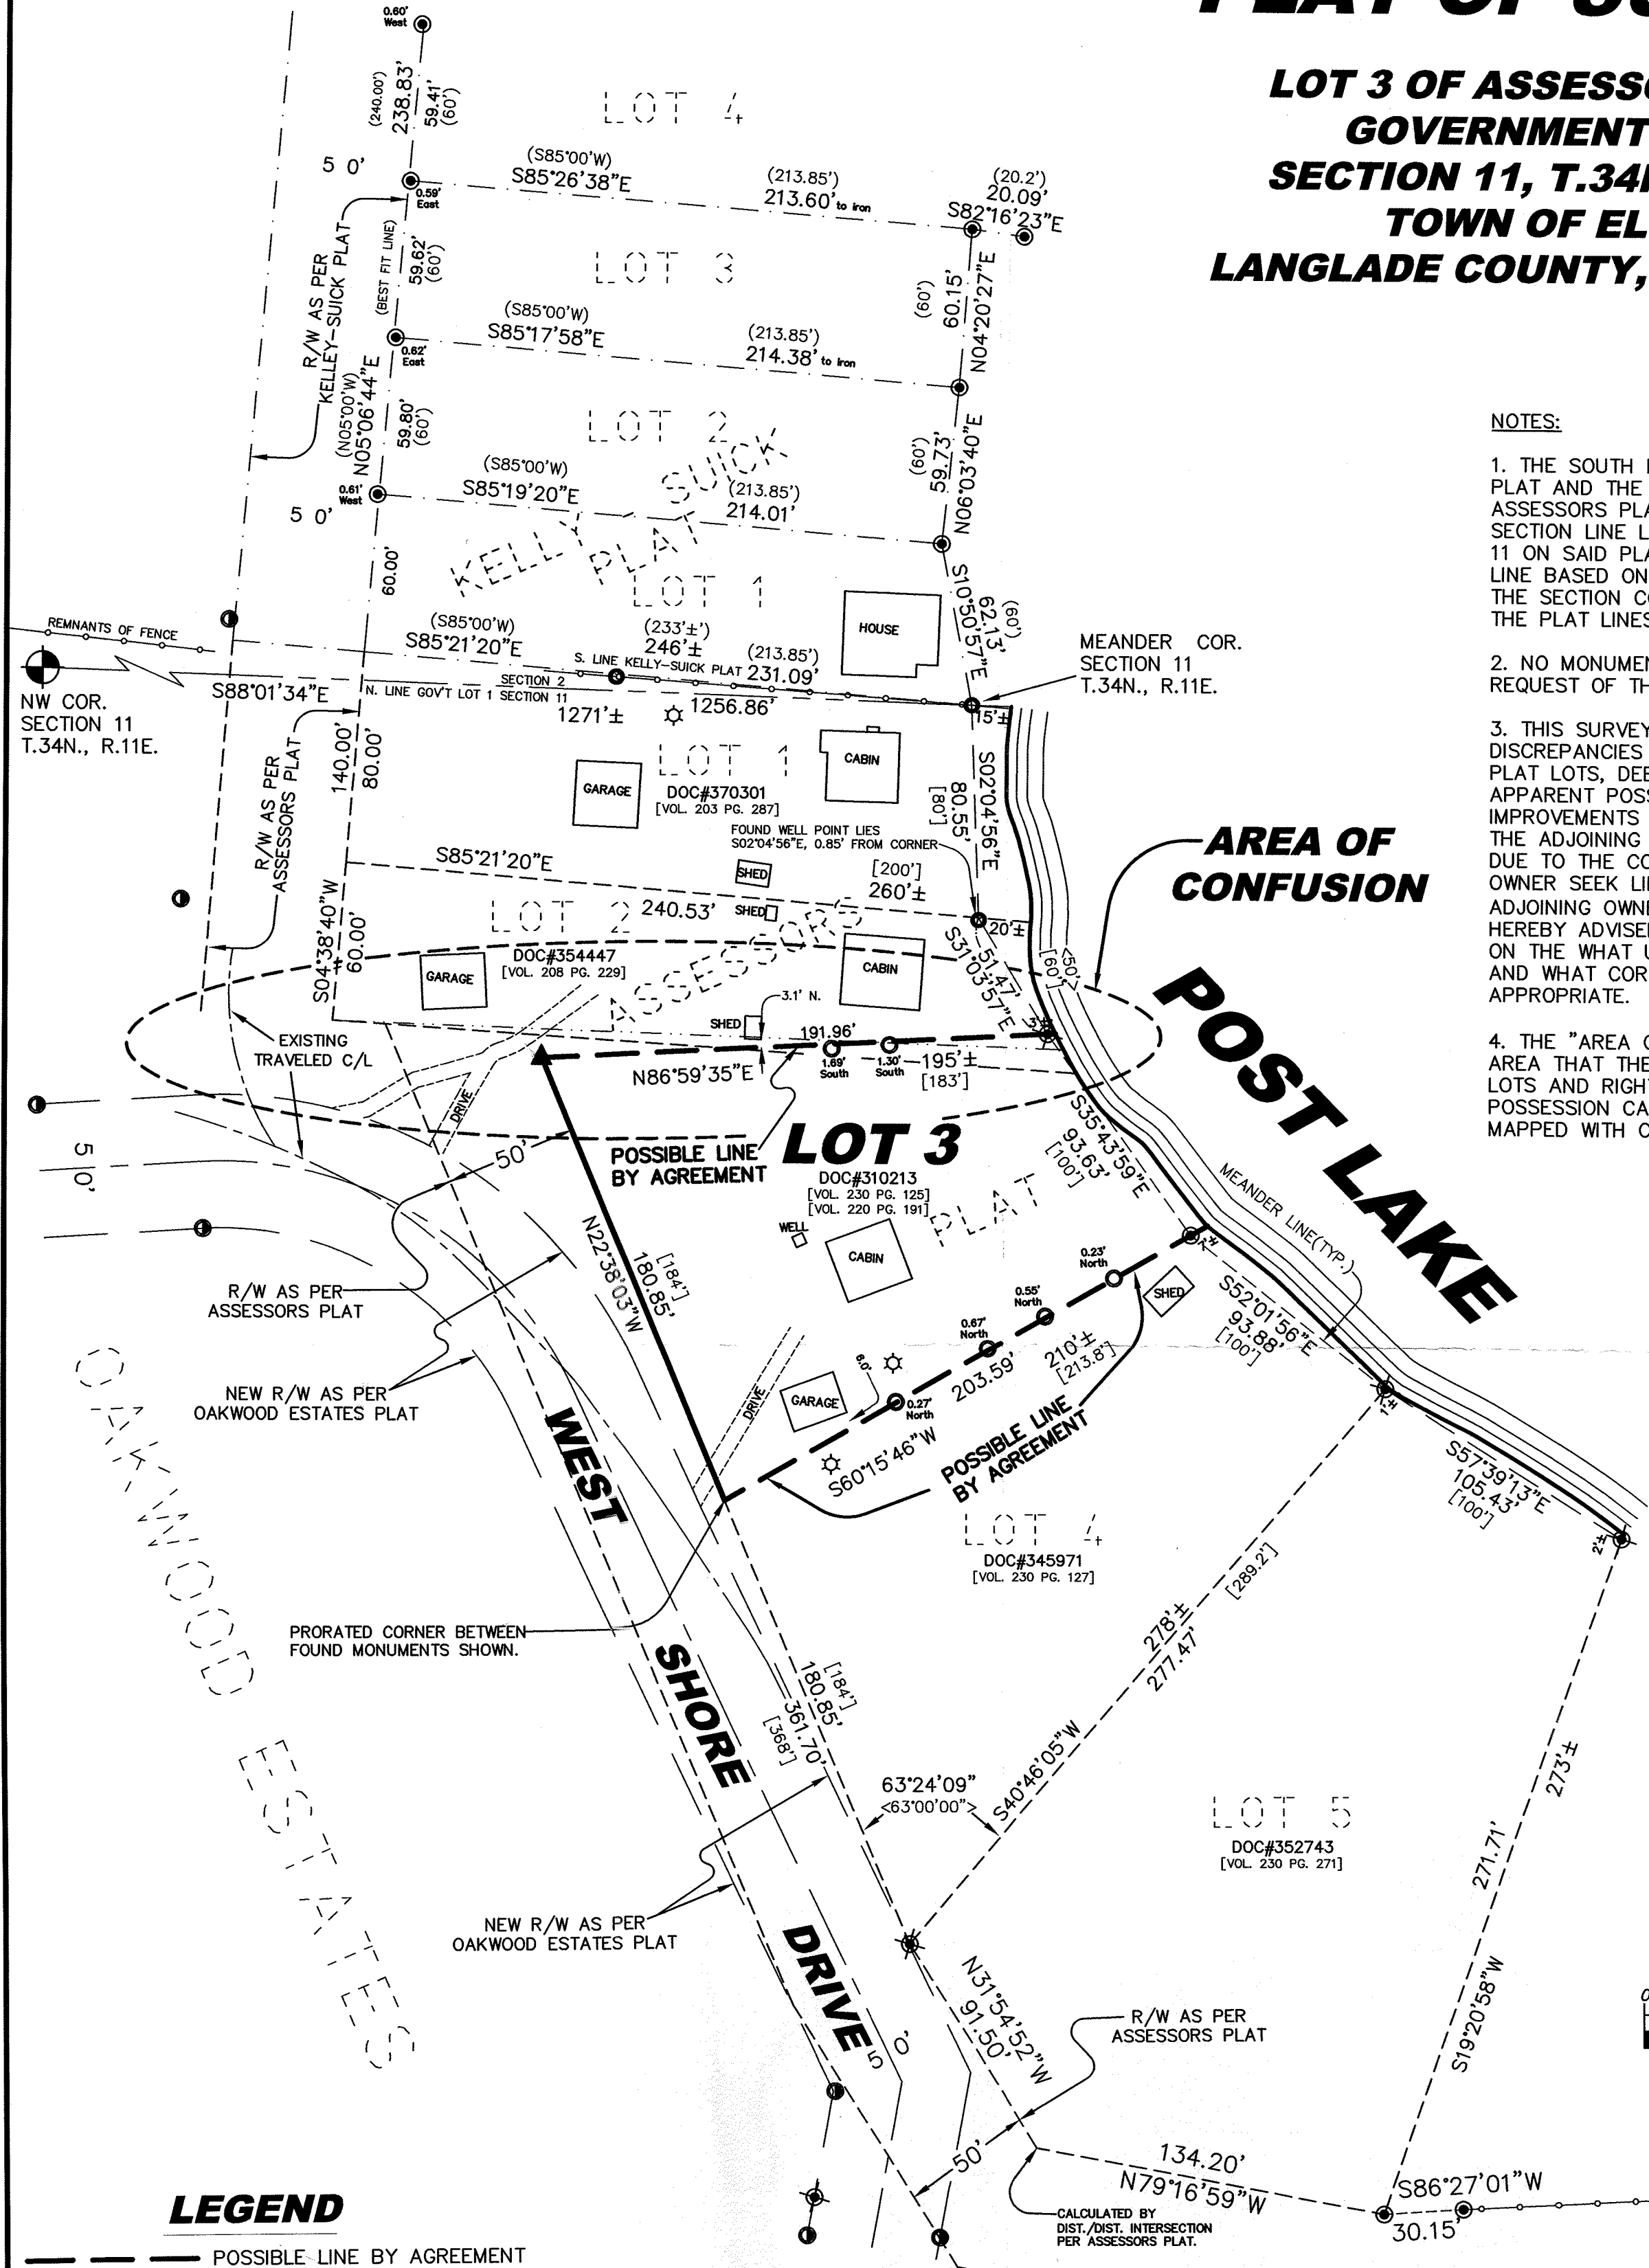 PLAT OF
LOT 3 OF ASSESSO
GOVERNMENT
SECTION 11, T.34
TOWN OF EL
LANGLADE COUNTY,
0.60'
West
(240.00')
238.83'
59.41'
(60')
LOT 4
5 0'
(S85°00'W)
S85°26'38"E
(213.85')
213.60' to iron
(20.2')
20.09'
S82°16'23"E
0.59'
East
R/W AS PER
KELLEY-SUICK PLAT
(BEST FIT LINE)
59.62'
(60')
LOT 3
(60')
60.15'
N04°20'27"E
(S85°00'W)
S85°17'58"E
(213.85')
214.38' to iron
0.62'
East
(N05°00'W)
N05°06'44"E
59.80'
(60')
LOT 2
(60')
59.73'
N06°03'40"E
(S85°00'W)
S85°19'20"E
(213.85')
214.01'
0.61'
West
5 0'
KELLY SUICK
PLAT
60.00'
LOT 1
HOUSE
S10°50'57"E
62.13'
(60')
REMNANTS OF FENCE
(S85°00'W)
S85°21'20"E
(233'±)
246'±
(213.85')
S. LINE KELLY-SUICK PLAT 231.09'
SECTION 2
N. LINE GOV'T LOT 1 SECTION 11
S88°01'34"E
1271'±
1256.86'
15'±
MEANDER COR.
SECTION 11
T.34N., R.11E.
NW COR.
SECTION 11
T.34N., R.11E.
R/W AS PER
ASSESSORS PLAT
140.00'
80.00'
GARAGE
LOT 1
DOC#370301
[VOL. 203 PG. 287]
CABIN
S02°04'56"E
80.55'
[80']
FOUND WELL POINT LIES
S02°04'56"E, 0.85' FROM CORNER
S85°21'20"E
SHED
[200']
260'±
LOT 2
240.53'
SHED
20'±
AREA OF
CONFUSION
S04°38'40"W
60.00'
GARAGE
DOC#354447
[VOL. 208 PG. 229]
ASSESSORS
CABIN
S31°03'57"E
51.47'
[60']
<50'>
3.1' N.
SHED
191.96'
3'±
EXISTING
TRAVELED C/L
DRIVE
N86°59'35"E
1.69'
South
1.30'
South
195'±
[183']
5 0'
50'
POSSIBLE LINE
BY AGREEMENT
LOT 3
DOC#310213
[VOL. 230 PG. 125]
[VOL. 220 PG. 191]
PLAT
S35°43'59"E
93.63'
[100']
POST LAKE
MEANDER LINE(TYP.)
WELL
CABIN
N22°38'03"W
180.85'
[184']
R/W AS PER
ASSESSORS PLAT
0.23'
North
SHED
S52°01'56"E
93.88'
[100']
0.55'
North
0.67'
North
210'±
[213.8']
203.59'
6.0'
GARAGE
DRIVE
0.27'
North
S60°15'46"W
POSSIBLE LINE
BY AGREEMENT
1'±
NEW R/W AS PER
OAKWOOD ESTATES PLAT
S57°39'13"E
105.43'
[100']
2'±
LOT 4
DOC#345971
[VOL. 230 PG. 127]
PRORATED CORNER BETWEEN
FOUND MONUMENTS SHOWN.
OAKWOOD ESTATES
WEST SHORE DRIVE
[184']
180.85'
361.70'
[368']
278'±
277.47'
[289.2']
S40°46'05"W
63°24'09"
<63°00'00">
LOT 5
DOC#352743
[VOL. 230 PG. 271]
273'±
271.71'
S19°20'58"W
NEW R/W AS PER
OAKWOOD ESTATES PLAT
N31°54'52"W
91.50'
R/W AS PER
ASSESSORS PLAT
5 0'
50'
134.20'
N79°16'59"W
CALCULATED BY
DIST./DIST. INTERSECTION
PER ASSESSORS PLAT.
S86°27'01"W
30.15'
NOTES:
1. THE SOUTH
PLAT AND THE
ASSESSORS PLA
SECTION LINE L
11 ON SAID PLA
LINE BASED ON
THE SECTION CO
THE PLAT LINES
2. NO MONUMEN
REQUEST OF TH
3. THIS SURVEY
DISCREPANCIES
PLAT LOTS, DEE
APPARENT POSS
IMPROVEMENTS
THE ADJOINING
DUE TO THE CO
OWNER SEEK LI
ADJOINING OWN
HEREBY ADVISE
ON THE WHAT U
AND WHAT COR
APPROPRIATE.
4. THE "AREA O
AREA THAT THE
LOTS AND RIGHT
POSSESSION CA
MAPPED WITH C
LEGEND
POSSIBLE LINE BY AGREEMENT